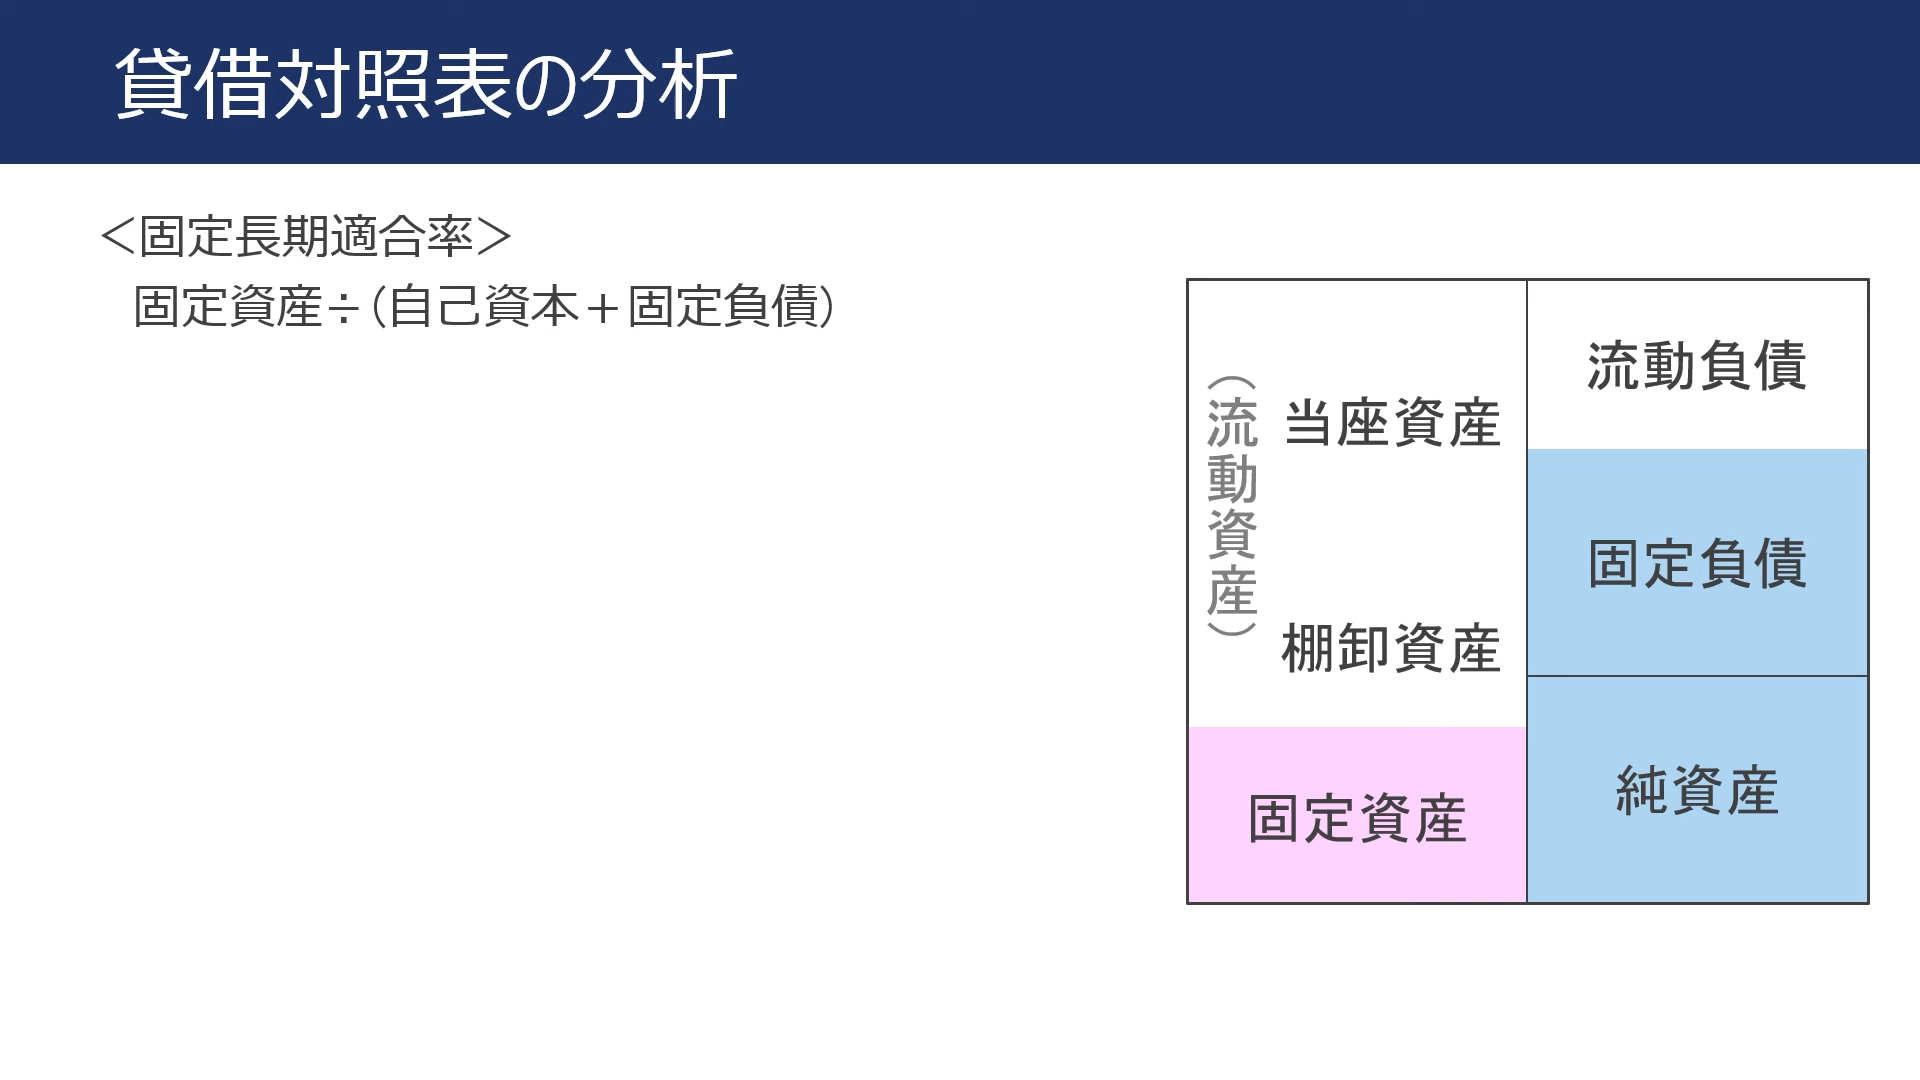 貸借対照表の分析
＜固定長期適合率＞
固定資産÷（自己資本＋固定負債）
（流動資産）
当座資産
棚卸資産
固定資産
流動負債
固定負債
純資産